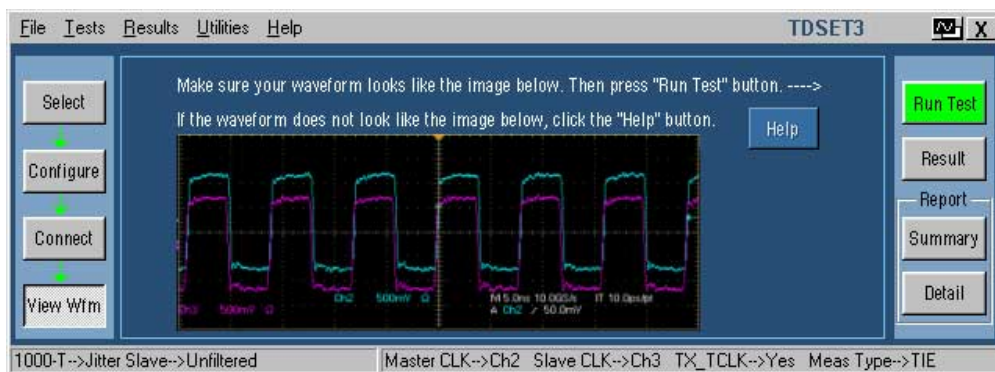 File Tests Results Utilities Help TDSET3 X
Make sure your waveform looks like the image below. Then press "Run Test" button. ---->
If the waveform does not look like the image below, click the "Help" button.
Help
Select
Configure
Connect
View Wfm
Ch2 500mV Ω
Ch3 500mV Ω
M 5.0ns 10.0GS/s IT 10.0ps/pt
A Ch2 / 50.0mV
Run Test
Result
Report
Summary
Detail
1000-T-->Jitter Slave-->Unfiltered
Master CLK-->Ch2 Slave CLK-->Ch3 TX_TCLK-->Yes Meas Type-->TIE